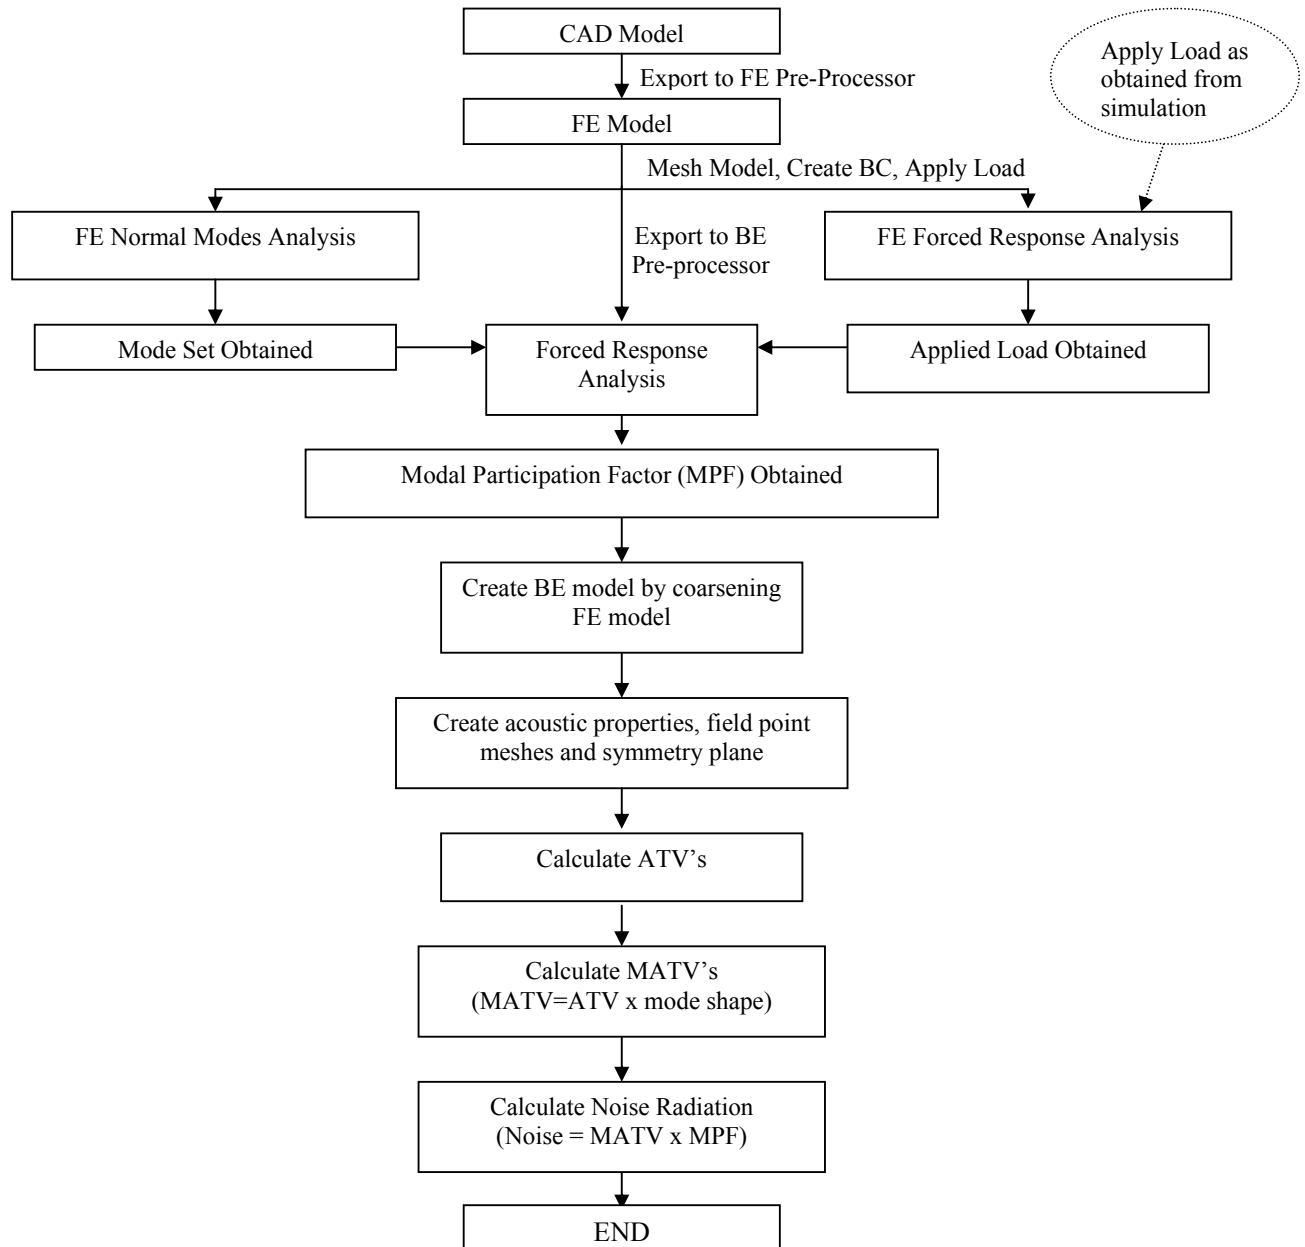 CAD Model
Export to FE Pre-Processor
Apply Load as
obtained from
simulation
FE Model
Mesh Model, Create BC, Apply Load
FE Normal Modes Analysis
Export to BE
Pre-processor
FE Forced Response Analysis
Mode Set Obtained
Forced Response
Analysis
Applied Load Obtained
Modal Participation Factor (MPF) Obtained
Create BE model by coarsening
FE model
Create acoustic properties, field point
meshes and symmetry plane
Calculate ATV’s
Calculate MATV’s
(MATV=ATV x mode shape)
Calculate Noise Radiation
(Noise = MATV x MPF)
END